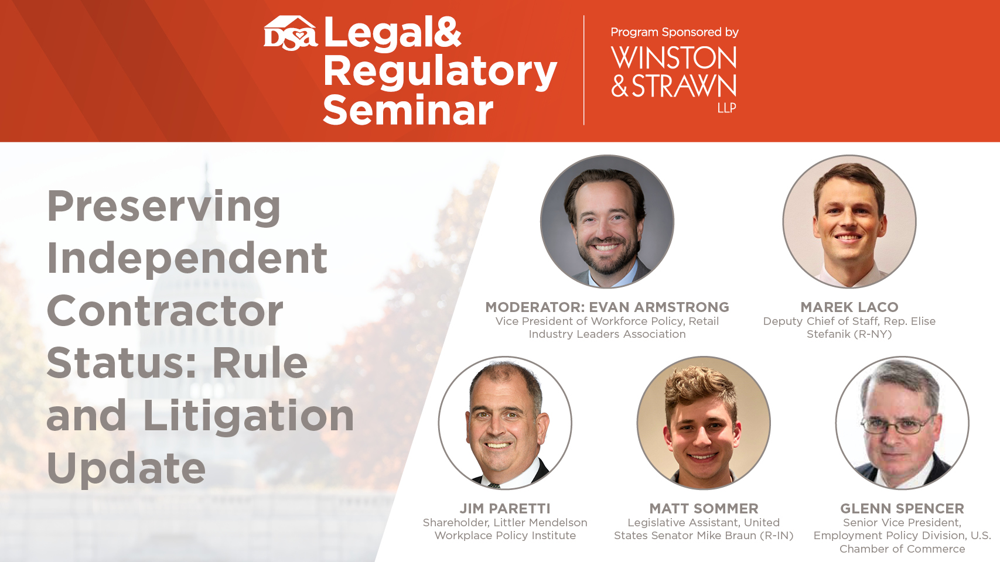 DSA Legal&
Regulatory
Seminar
Program Sponsored by
WINSTON
& STRAWN
LLP
Preserving
Independent
Contractor
Status: Rule
and Litigation
Update
MODERATOR: EVAN ARMSTRONG
Vice President of Workforce Policy, Retail
Industry Leaders Association
MAREK LACO
Deputy Chief of Staff, Rep. Elise
Stefanik (R-NY)
JIM PARETTI
Shareholder, Littler Mendelson
Workplace Policy Institute
MATT SOMMER
Legislative Assistant, United
States Senator Mike Braun (R-IN)
GLENN SPENCER
Senior Vice President,
Employment Policy Division, U.S.
Chamber of Commerce